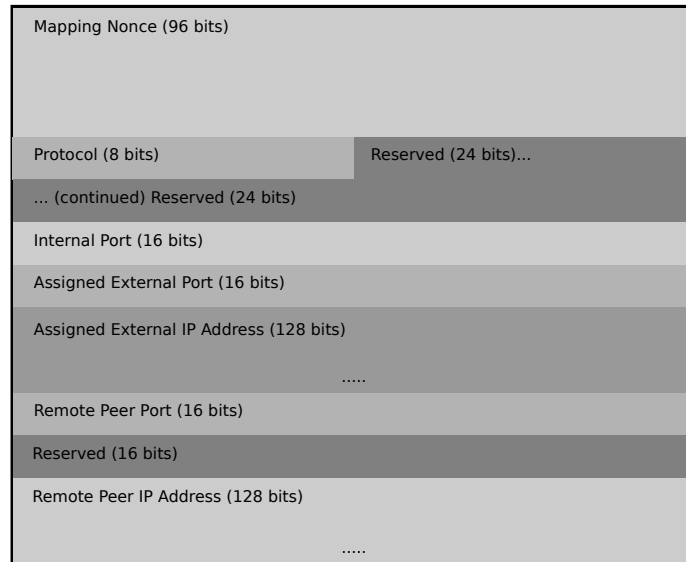 Mapping Nonce (96 bits)
Protocol (8 bits) Reserved (24 bits)...
... (continued) Reserved (24 bits)
Internal Port (16 bits)
Assigned External Port (16 bits)
Assigned External IP Address (128 bits)
.....
Remote Peer Port (16 bits)
Reserved (16 bits)
Remote Peer IP Address (128 bits)
.....